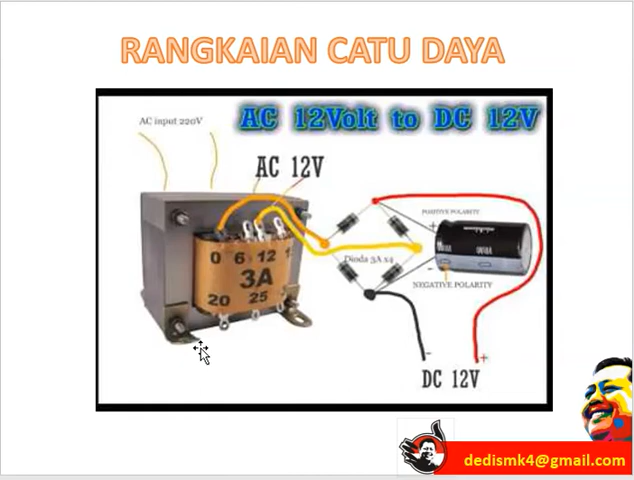 RANGKAIAN CATU DAYA
AC input 220V
AC 12Volt to DC 12V
AC 12V
POSITIVE POLARITY
+
0 6 12
3A
20 25
Dioda 3A x4
-
NEGATIVE POLARITY
- +
DC 12V
dedismk4@gmail.com